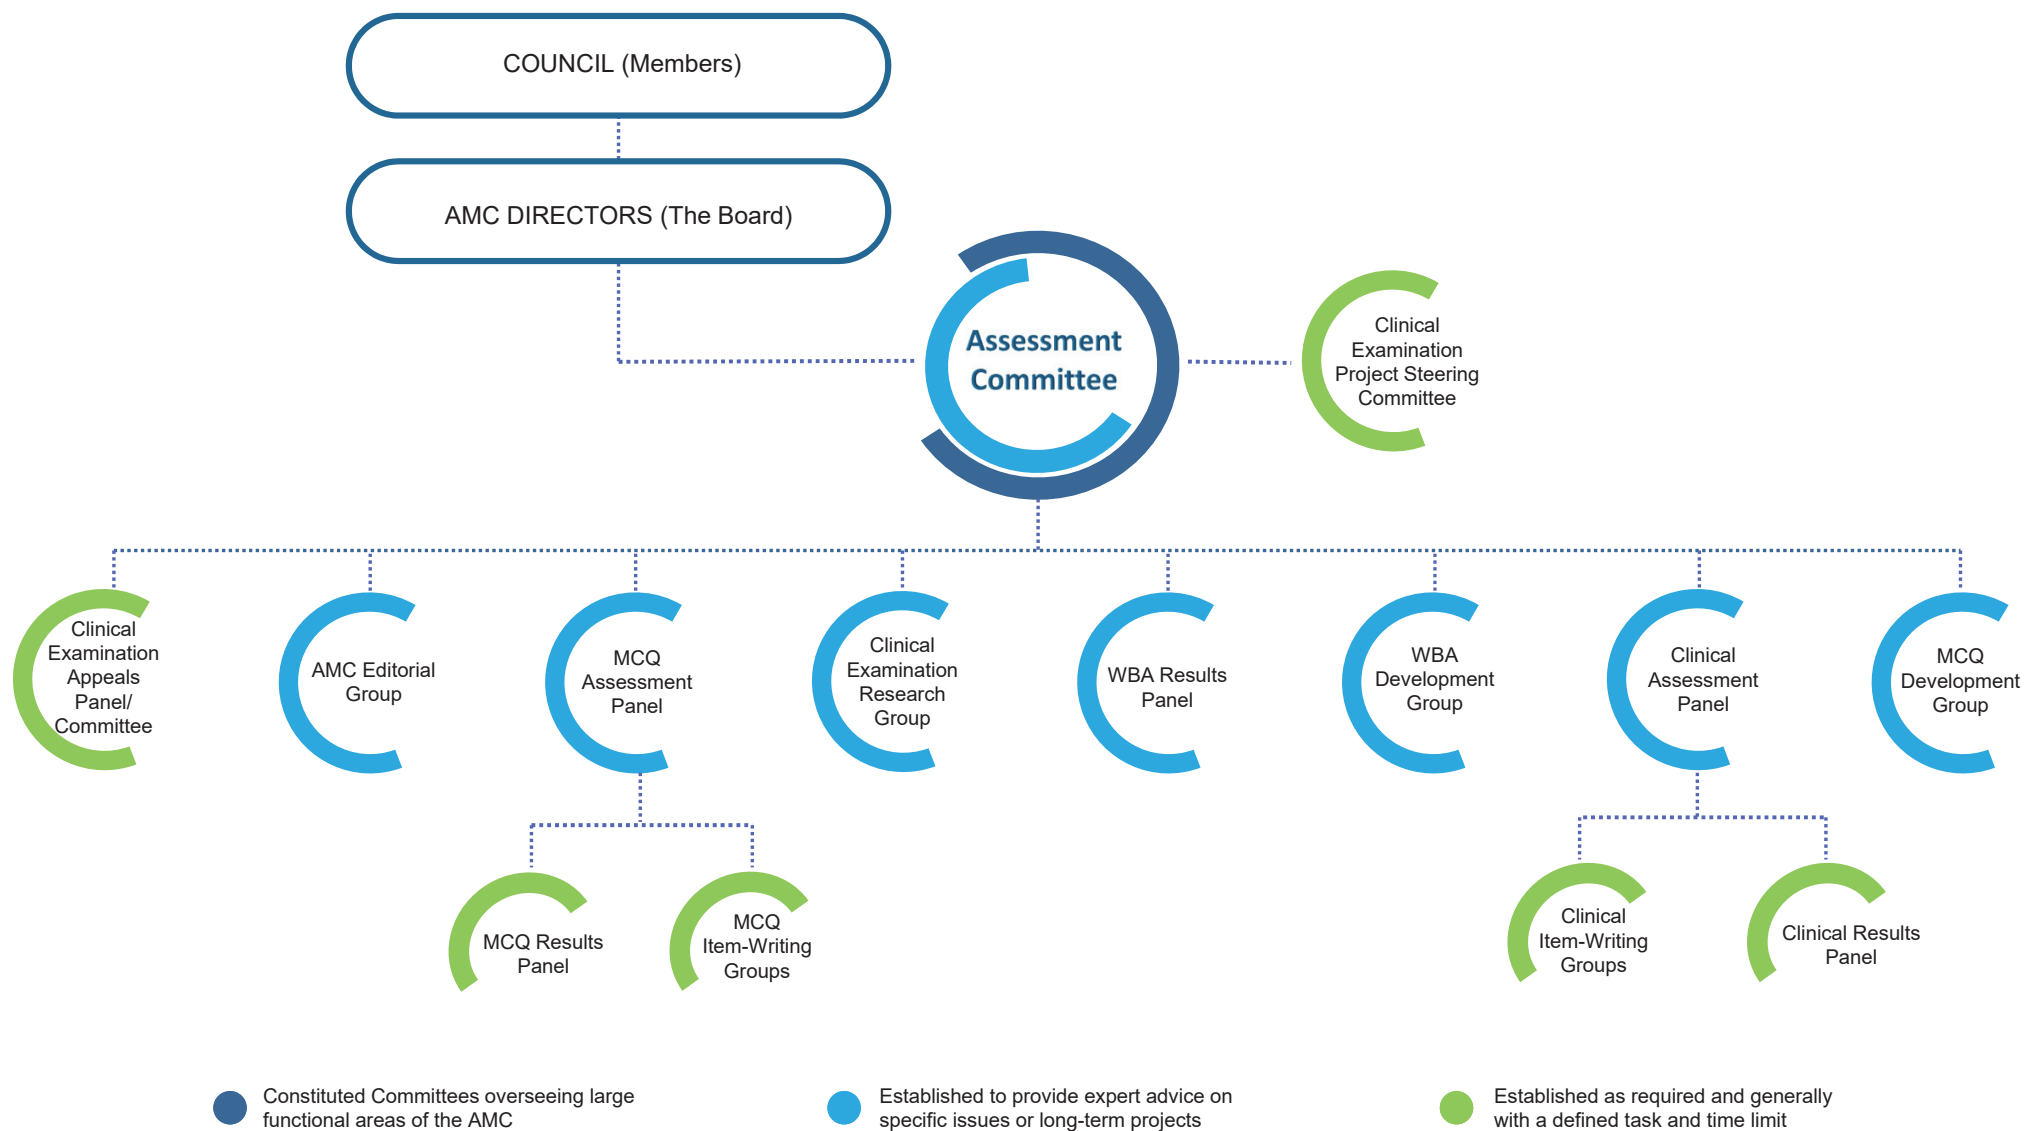 COUNCIL (Members)
AMC DIRECTORS (The Board)
Assessment
Committee
Clinical
Examination
Project Steering
Committee
Clinical
Examination
Appeals
Panel/
Committee
AMC Editorial
Group
MCQ
Assessment
Panel
Clinical
Examination
Research
Group
WBA Results
Panel
WBA
Development
Group
Clinical
Assessment
Panel
MCQ
Development
Group
MCQ Results
Panel
MCQ
Item-Writing
Groups
Clinical
Item-Writing
Groups
Clinical Results
Panel
Constituted Committees overseeing large
functional areas of the AMC
Established to provide expert advice on
specific issues or long-term projects
Established as required and generally
with a defined task and time limit